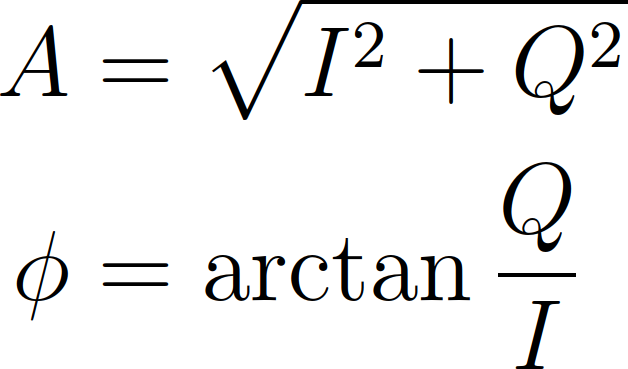 A = √(I² + Q²)
ϕ = arctan Q/I